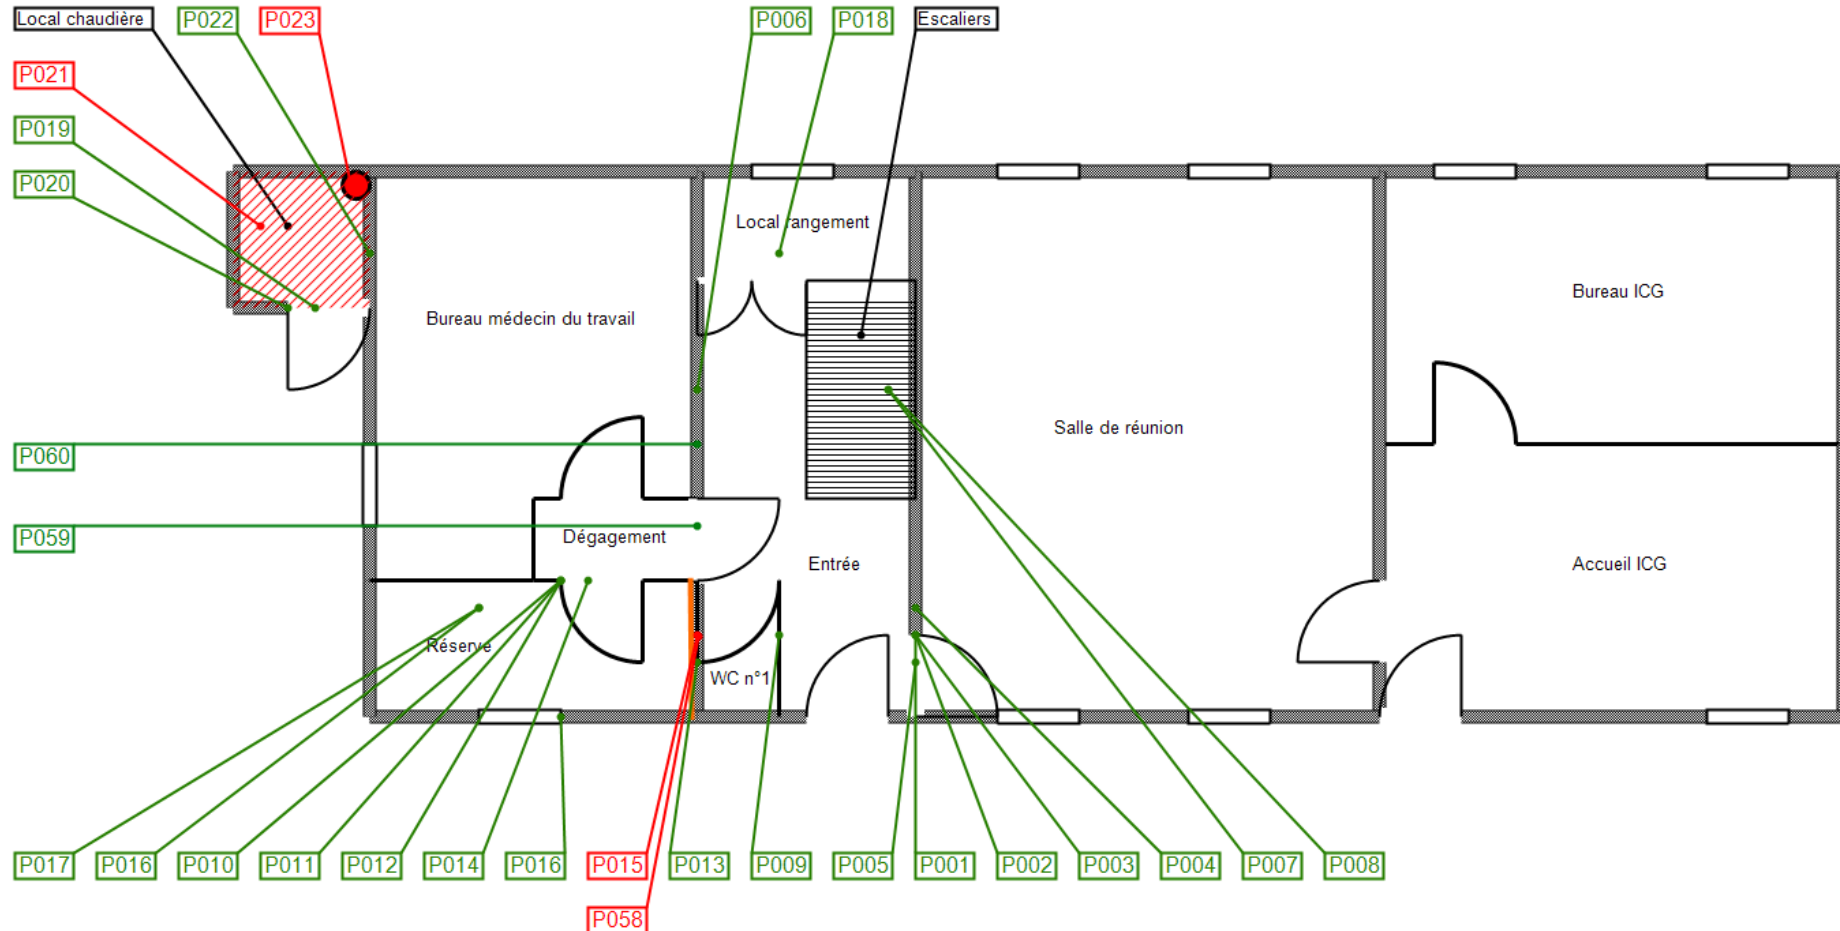 Local chaudière
P022
P023
P006
P018
Escaliers
P021
P019
P020
Local rangement
Bureau ICG
Bureau médecin du travail
Salle de réunion
P060
P059
Dégagement
Entrée
Accueil ICG
Réserve
WC n°1
P017
P016
P010
P011
P012
P014
P016
P015
P013
P009
P005
P001
P002
P003
P004
P007
P008
P058